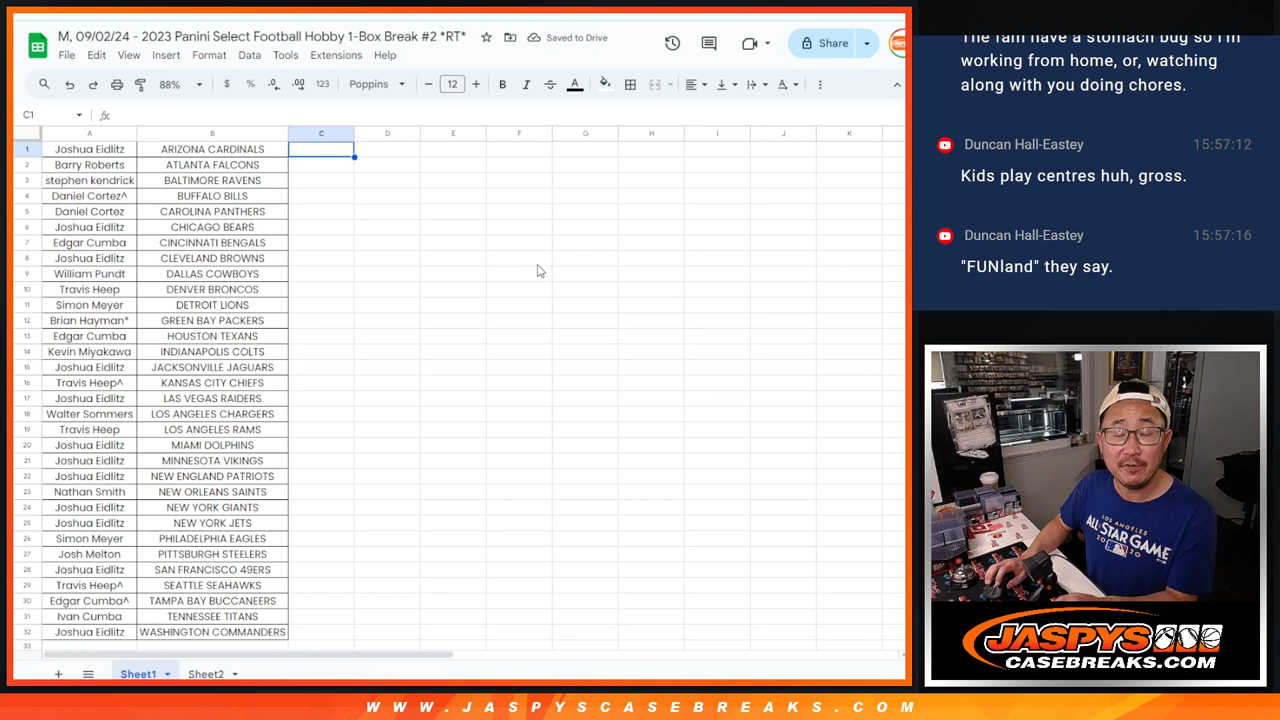 M, 09/02/24 - 2023 Panini Select Football Hobby 1-Box Break #2 *RT*
Saved to Drive
Share
File Edit View Insert Format Data Tools Extensions Help
88% $ % .0 .00 123 Poppins 12
C1
A B C D E F G H I J K
1 Joshua Eidlitz ARIZONA CARDINALS
2 Barry Roberts ATLANTA FALCONS
3 stephen kendrick BALTIMORE RAVENS
4 Daniel Cortez^ BUFFALO BILLS
5 Daniel Cortez CAROLINA PANTHERS
6 Joshua Eidlitz CHICAGO BEARS
7 Edgar Cumba CINCINNATI BENGALS
8 Joshua Eidlitz CLEVELAND BROWNS
9 William Pundt DALLAS COWBOYS
10 Travis Heep DENVER BRONCOS
11 Simon Meyer DETROIT LIONS
12 Brian Hayman* GREEN BAY PACKERS
13 Edgar Cumba HOUSTON TEXANS
14 Kevin Miyakawa INDIANAPOLIS COLTS
15 Joshua Eidlitz JACKSONVILLE JAGUARS
16 Travis Heep^ KANSAS CITY CHIEFS
17 Joshua Eidlitz LAS VEGAS RAIDERS
18 Walter Sommers LOS ANGELES CHARGERS
19 Travis Heep LOS ANGELES RAMS
20 Joshua Eidlitz MIAMI DOLPHINS
21 Joshua Eidlitz MINNESOTA VIKINGS
22 Joshua Eidlitz NEW ENGLAND PATRIOTS
23 Nathan Smith NEW ORLEANS SAINTS
24 Joshua Eidlitz NEW YORK GIANTS
25 Joshua Eidlitz NEW YORK JETS
26 Simon Meyer PHILADELPHIA EAGLES
27 Josh Melton PITTSBURGH STEELERS
28 Joshua Eidlitz SAN FRANCISCO 49ERS
29 Travis Heep^ SEATTLE SEAHAWKS
30 Edgar Cumba^ TAMPA BAY BUCCANEERS
31 Ivan Cumba TENNESSEE TITANS
32 Joshua Eidlitz WASHINGTON COMMANDERS
33
Sheet1 Sheet2
The fam have a stomach bug so I'm
working from home, or, watching
along with you doing chores.
Duncan Hall-Eastey 15:57:12
Kids play centres huh, gross.
Duncan Hall-Eastey 15:57:16
"FUNland" they say.
LOS ANGELES
ALL STAR GAME
2020
JASPYS
CASEBREAKS.COM
WWW.JASPYSCASEBREAKS.COM